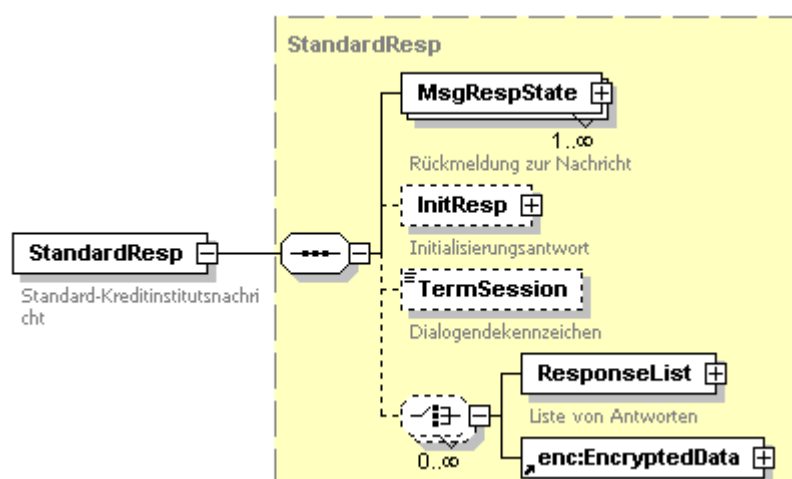 StandardResp
MsgRespState
1..∞
Rückmeldung zur Nachricht
InitResp
Initialisierungsantwort
StandardResp
Standard-Kreditinstitutsnachri
cht
TermSession
Dialogendekennzeichen
ResponseList
Liste von Antworten
0..∞
enc:EncryptedData